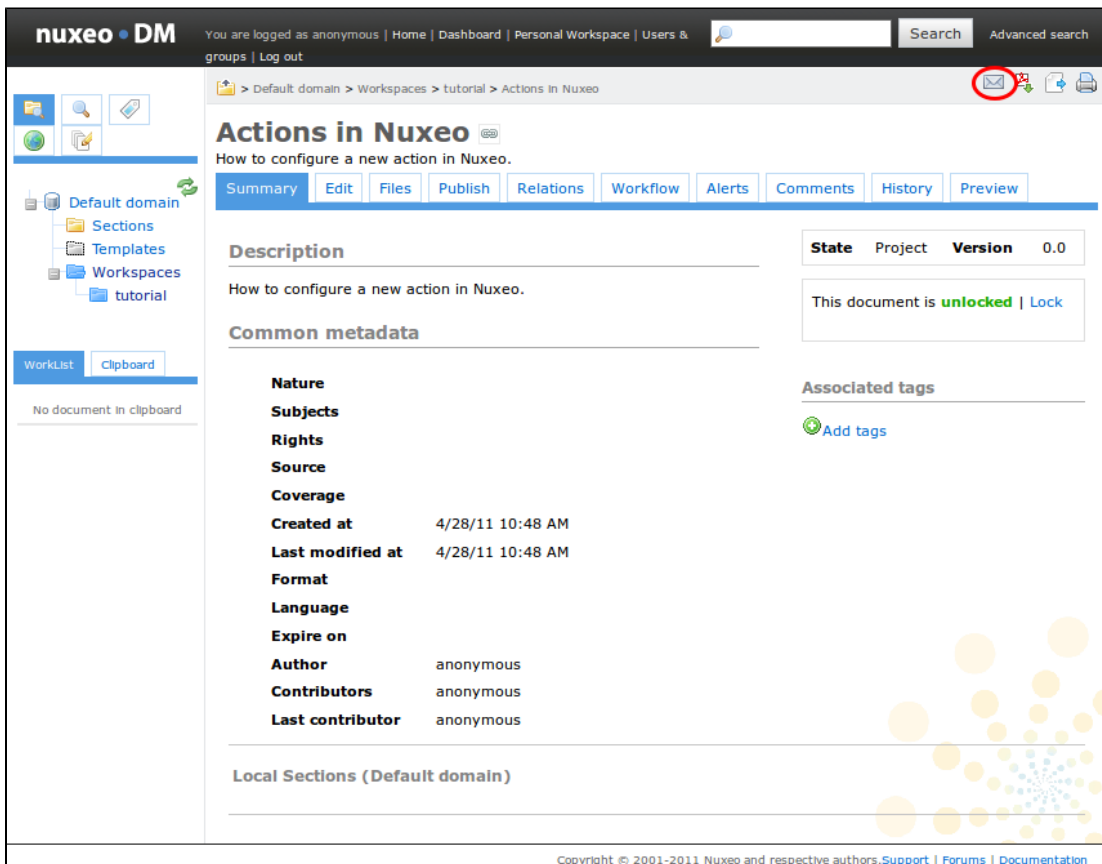 nuxeo • DM
You are logged as anonymous | Home | Dashboard | Personal Workspace | Users &
groups | Log out
Search
Advanced search
> Default domain > Workspaces > tutorial > Actions in Nuxeo
Actions in Nuxeo
How to configure a new action in Nuxeo.
Summary Edit Files Publish Relations Workflow Alerts Comments History Preview
Default domain
Sections
Templates
Workspaces
tutorial
WorkList Clipboard
No document in clipboard
Description
How to configure a new action in Nuxeo.
Common metadata
Nature
Subjects
Rights
Source
Coverage
Created at 4/28/11 10:48 AM
Last modified at 4/28/11 10:48 AM
Format
Language
Expire on
Author anonymous
Contributors anonymous
Last contributor anonymous
State Project Version 0.0
This document is unlocked | Lock
Associated tags
Add tags
Local Sections (Default domain)
Copyright © 2001-2011 Nuxeo and respective authors.Support | Forums | Documentation